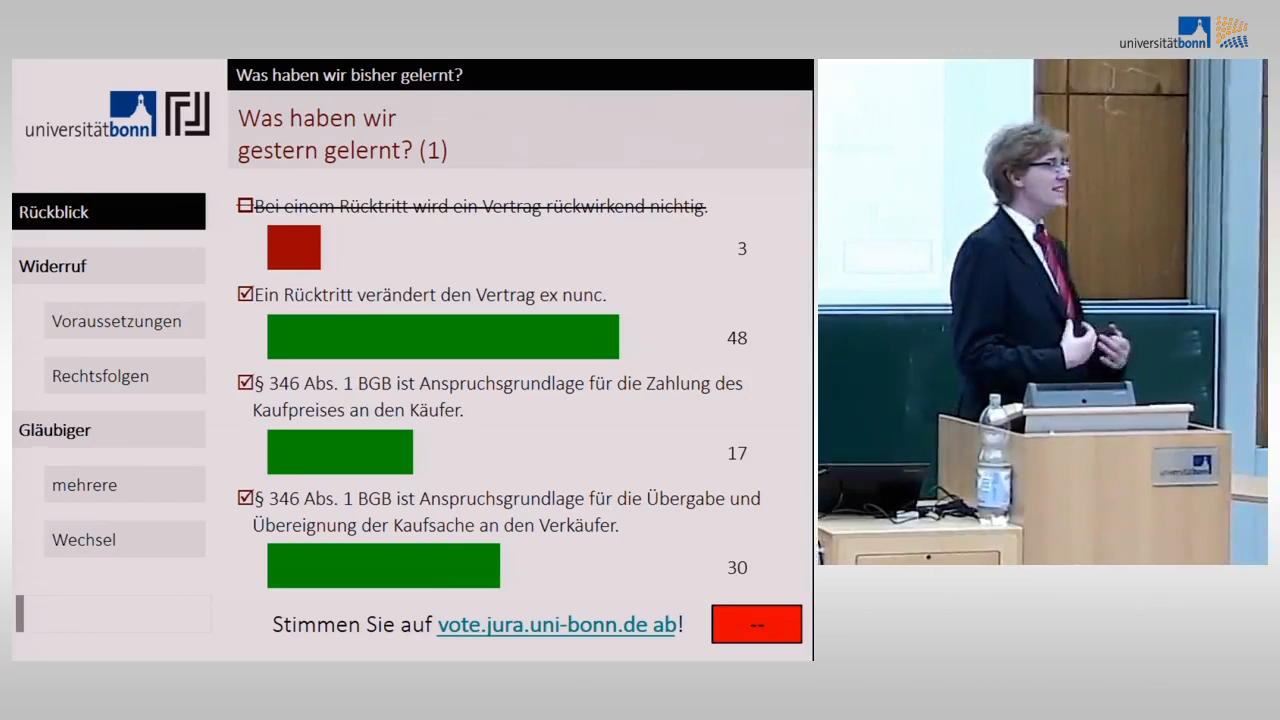 universitätbonn
Was haben wir bisher gelernt?
universitätbonn
Was haben wir
gestern gelernt? (1)
Rückblick
Widerruf
Voraussetzungen
Rechtsfolgen
Gläubiger
mehrere
Wechsel
Bei einem Rücktritt wird ein Vertrag rückwirkend nichtig.
3
Ein Rücktritt verändert den Vertrag ex nunc.
48
§ 346 Abs. 1 BGB ist Anspruchsgrundlage für die Zahlung des
Kaufpreises an den Käufer.
17
§ 346 Abs. 1 BGB ist Anspruchsgrundlage für die Übergabe und
Übereignung der Kaufsache an den Verkäufer.
30
Stimmen Sie auf vote.jura.uni-bonn.de ab!
--
universitätbonn